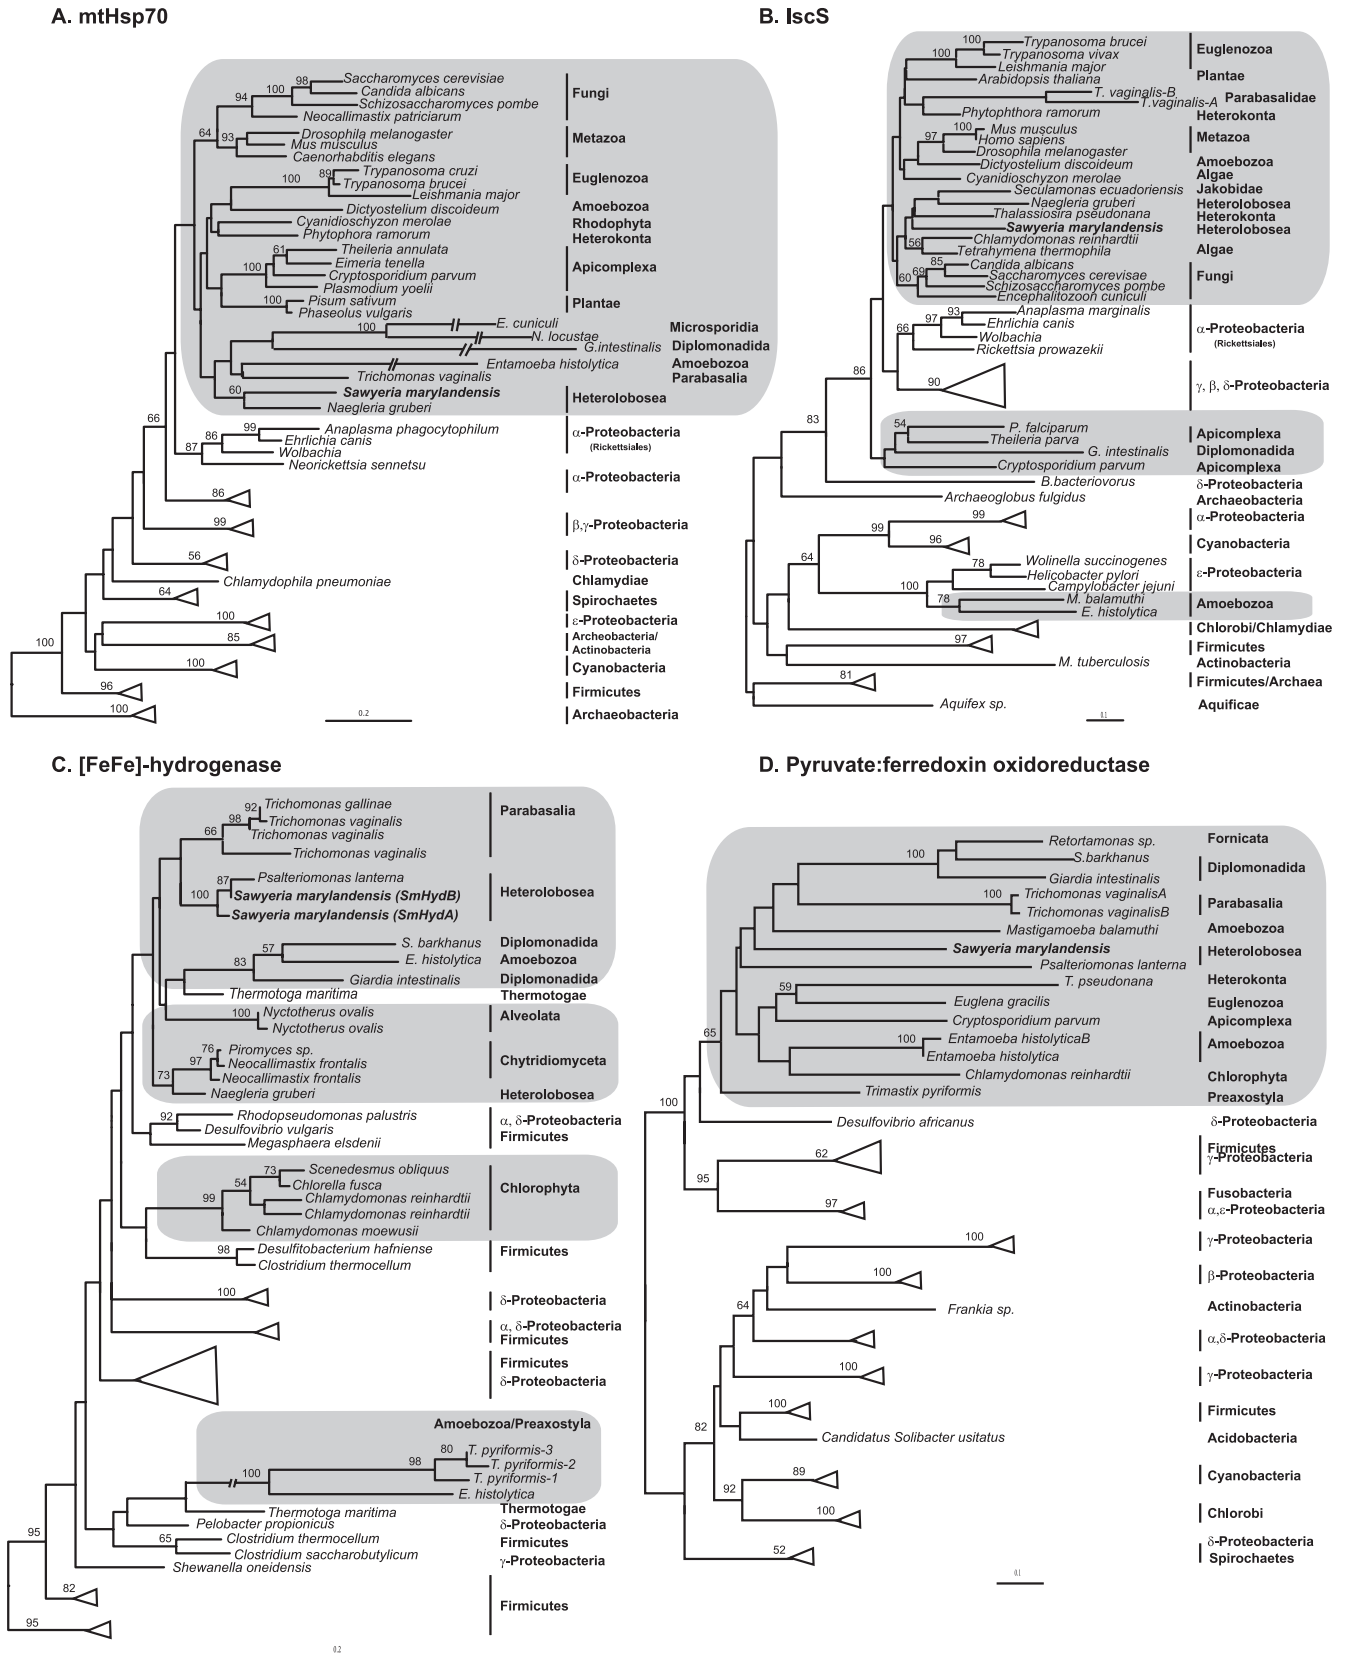 A. mtHsp70
98
Saccharomyces cerevisiae
100
Candida albicans
94
Schizosaccharomyces pombe
Neocallimastix patriciarum
Fungi
64
93
Drosophila melanogaster
Mus musculus
Caenorhabditis elegans
Metazoa
100
89
Trypanosoma cruzi
Trypanosoma brucei
Leishmania major
Euglenozoa
Dictyostelium discoideum
Amoebozoa
Cyanidioschyzon merolae
Rhodophyta
Phytophora ramorum
Heterokonta
61
Theileria annulata
Eimeria tenella
100
Cryptosporidium parvum
Plasmodium yoelii
Apicomplexa
100
Pisum sativum
Phaseolus vulgaris
Plantae
100
E. cuniculi
N. locustae
Microsporidia
G.intestinalis
Diplomonadida
Entamoeba histolytica
Amoebozoa
Trichomonas vaginalis
Parabasalia
60
Sawyeria marylandensis
Naegleria gruberi
Heterolobosea
66
99
Anaplasma phagocytophilum
86
Ehrlichia canis
87
Wolbachia
Neorickettsia sennetsu
α-Proteobacteria
(Rickettsiales)
86
α-Proteobacteria
99
β,γ-Proteobacteria
56
δ-Proteobacteria
Chlamydophila pneumoniae
Chlamydiae
64
Spirochaetes
100
ε-Proteobacteria
85
Archeobacteria/
Actinobacteria
100
100
Cyanobacteria
96
Firmicutes
100
Archaeobacteria
0.2
B. IscS
100
Trypanosoma brucei
100
Trypanosoma vivax
Leishmania major
Euglenozoa
Arabidopsis thaliana
Plantae
T. vaginalis-B
T.vaginalis-A
Parabasalidae
Phytophthora ramorum
Heterokonta
100
Mus musculus
97
Homo sapiens
Drosophila melanogaster
Metazoa
Dictyostelium discoideum
Amoebozoa
Cyanidioschyzon merolae
Algae
Seculamonas ecuadoriensis
Jakobidae
Naegleria gruberi
Heterolobosea
Thalassiosira pseudonana
Heterokonta
Sawyeria marylandensis
Heterolobosea
56
Chlamydomonas reinhardtii
Tetrahymena thermophila
Algae
85
Candida albicans
69
Saccharomyces cerevisae
60
Schizosaccharomyces pombe
Encephalitozoon cuniculi
Fungi
93
Anaplasma marginalis
97
Ehrlichia canis
66
Wolbachia
Rickettsia prowazekii
α-Proteobacteria
(Rickettsiales)
86
90
γ, β, δ-Proteobacteria
83
54
P. falciparum
Theileria parva
Apicomplexa
G. intestinalis
Diplomonadida
Cryptosporidium parvum
Apicomplexa
B.bacteriovorus
δ-Proteobacteria
Archaeoglobus fulgidus
Archaeobacteria
99
α-Proteobacteria
99
96
Cyanobacteria
64
78
Wolinella succinogenes
Helicobacter pylori
100
Campylobacter jejuni
ε-Proteobacteria
78
M. balamuthi
E. histolytica
Amoebozoa
Chlorobi/Chlamydiae
97
Firmicutes
M. tuberculosis
Actinobacteria
81
Firmicutes/Archaea
Aquifex sp.
Aquificae
0.1
C. [FeFe]-hydrogenase
92
Trichomonas gallinae
98
Trichomonas vaginalis
66
Trichomonas vaginalis
Trichomonas vaginalis
Parabasalia
87
Psalteriomonas lanterna
100
Sawyeria marylandensis (SmHydB)
Sawyeria marylandensis (SmHydA)
Heterolobosea
57
S. barkhanus
Diplomonadida
83
E. histolytica
Amoebozoa
Giardia intestinalis
Diplomonadida
Thermotoga maritima
Thermotogae
100
Nyctotherus ovalis
Nyctotherus ovalis
Alveolata
76
Piromyces sp.
97
Neocallimastix frontalis
73
Neocallimastix frontalis
Chytridiomyceta
Naegleria gruberi
Heterolobosea
92
Rhodopseudomonas palustris
Desulfovibrio vulgaris
Megasphaera elsdenii
α, δ-Proteobacteria
Firmicutes
73
Scenedesmus obliquus
54
Chlorella fusca
99
Chlamydomonas reinhardtii
Chlamydomonas reinhardtii
Chlamydomonas moewusii
Chlorophyta
98
Desulfitobacterium hafniense
Clostridium thermocellum
Firmicutes
100
δ-Proteobacteria
α, δ-Proteobacteria
Firmicutes
Firmicutes
δ-Proteobacteria
Amoebozoa/Preaxostyla
80
T. pyriformis-3
98
T. pyriformis-2
100
T. pyriformis-1
E. histolytica
Thermotoga maritima
Thermotogae
Pelobacter propionicus
δ-Proteobacteria
65
Clostridium thermocellum
Firmicutes
Clostridium saccharobutylicum
95
Shewanella oneidensis
γ-Proteobacteria
82
95
Firmicutes
0.2
D. Pyruvate:ferredoxin oxidoreductase
Retortamonas sp.
Fornicata
100
S.barkhanus
Giardia intestinalis
Diplomonadida
100
Trichomonas vaginalisA
Trichomonas vaginalisB
Parabasalia
Mastigamoeba balamuthi
Amoebozoa
Sawyeria marylandensis
Heterolobosea
Psalteriomonas lanterna
59
T. pseudonana
Heterokonta
Euglena gracilis
Euglenozoa
Cryptosporidium parvum
Apicomplexa
65
100
Entamoeba histolyticaB
Entamoeba histolytica
Amoebozoa
Chlamydomonas reinhardtii
Chlorophyta
Trimastix pyriformis
Preaxostyla
100
Desulfovibrio africanus
δ-Proteobacteria
62
Firmicutes
γ-Proteobacteria
95
97
Fusobacteria
α,ε-Proteobacteria
100
γ-Proteobacteria
100
β-Proteobacteria
64
Frankia sp.
Actinobacteria
α,δ-Proteobacteria
100
γ-Proteobacteria
100
Firmicutes
82
Candidatus Solibacter usitatus
Acidobacteria
89
Cyanobacteria
92
100
Chlorobi
52
δ-Proteobacteria
Spirochaetes
0.1